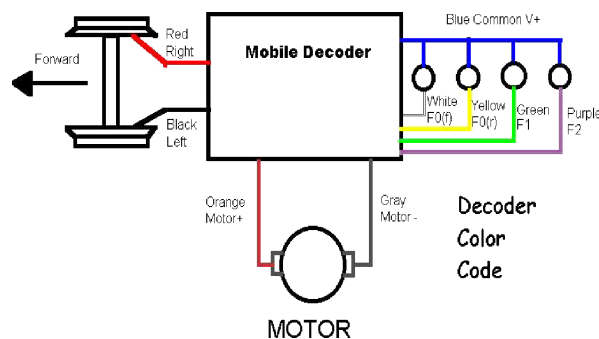 Blue Common V+
Red
Right
Mobile Decoder
Forward
White
F0(f)
Yellow
F0(r)
Green
F1
Purple
F2
Black
Left
Orange
Motor+
Gray
Motor -
Decoder
Color
Code
MOTOR